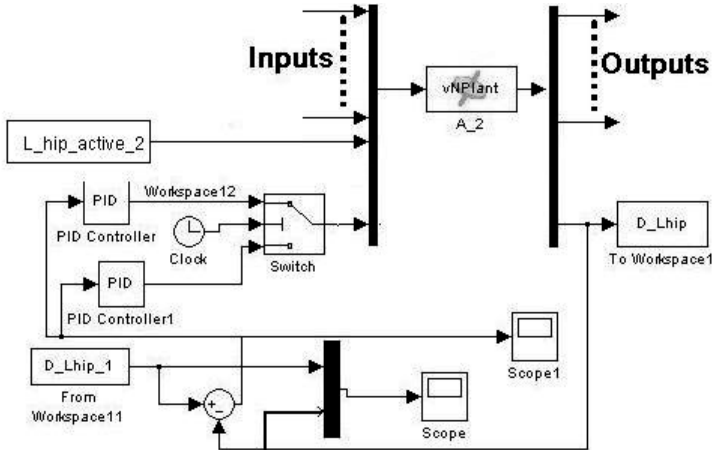 Inputs
Outputs
vNPlant
A_2
L_hip_active_2
PID
Workspace12
PID Controller
Clock
Switch
D_Lhip
To Workspace1
PID
PID Controller1
D_Lhip_1
From
Workspace11
+
-
Scope1
Scope